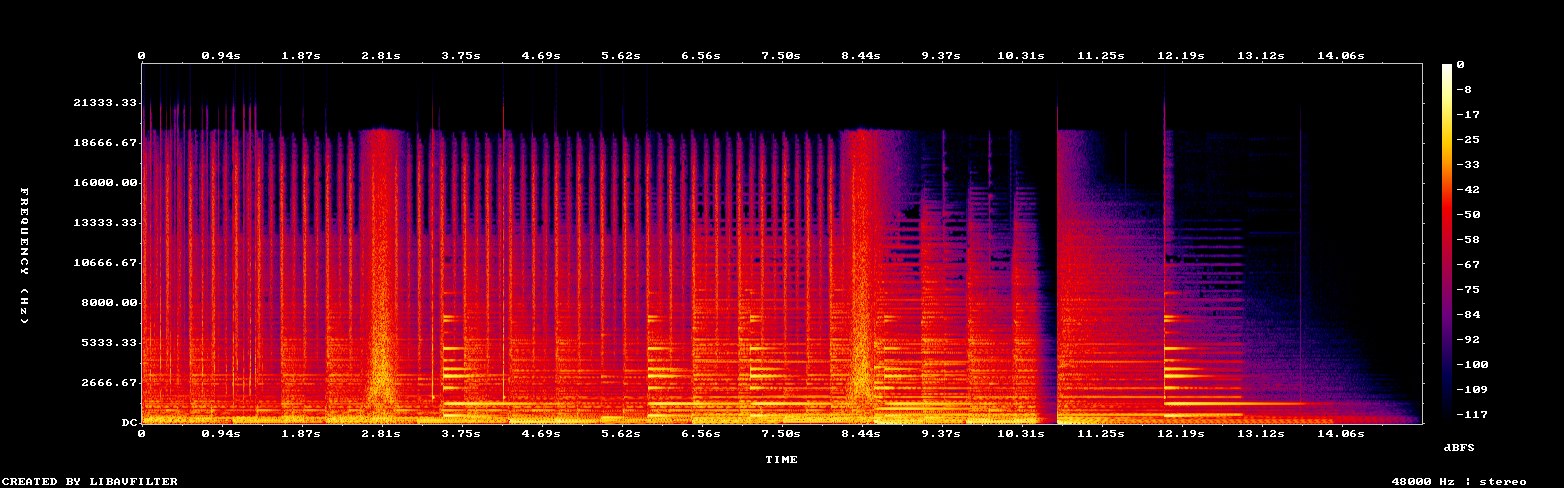 0 0.94s 1.87s 2.81s 3.75s 4.69s 5.62s 6.56s 7.50s 8.44s 9.37s 10.31s 11.25s 12.19s 13.12s 14.06s
21333.33
18666.67
16000.00
13333.33
10666.67
8000.00
5333.33
2666.67
DC
FREQUENCY (Hz)
0
-8
-17
-25
-33
-42
-50
-58
-67
-75
-84
-92
-100
-109
-117
dBFS
0 0.94s 1.87s 2.81s 3.75s 4.69s 5.62s 6.56s 7.50s 8.44s 9.37s 10.31s 11.25s 12.19s 13.12s 14.06s
TIME
CREATED BY LIBAVFILTER
48000 Hz | stereo